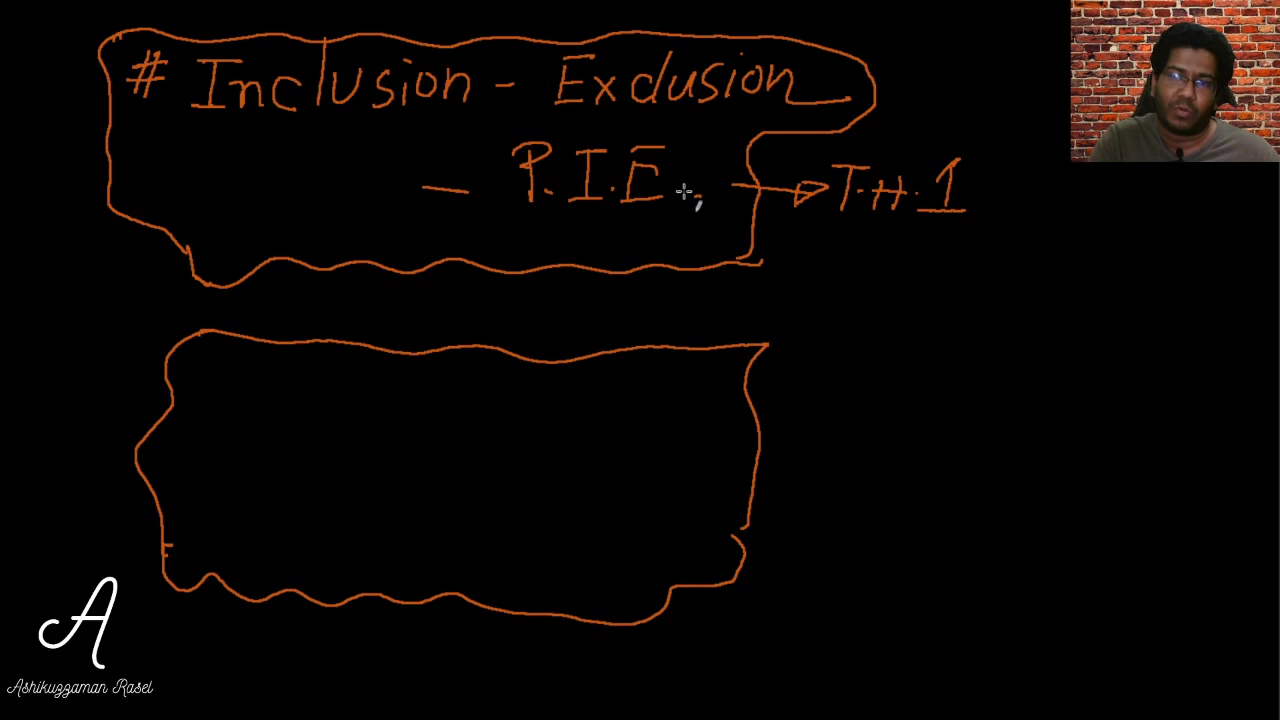 # Inclusion - Exclusion
- P.I.E. → T.H.1
Ashikuzzaman Rasel